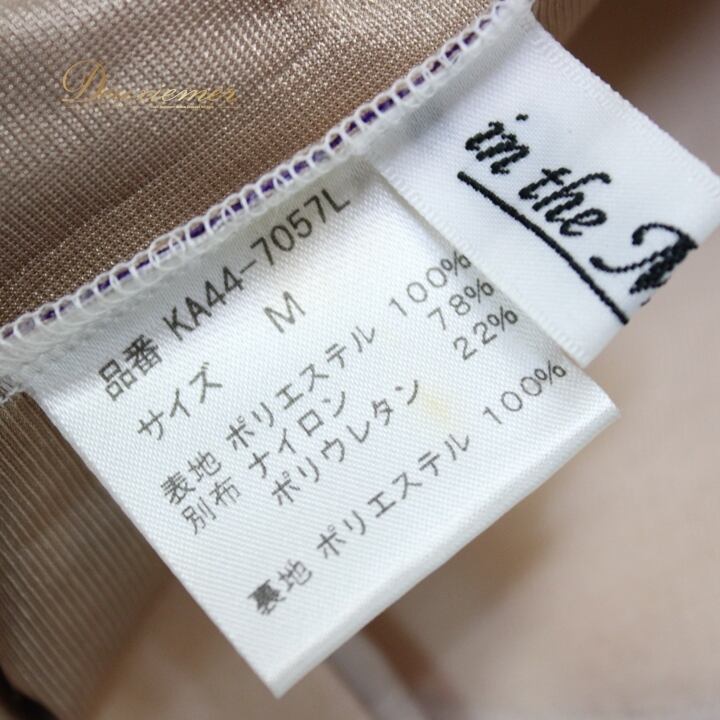 品番 KA44-7057L
サイズ M
表地 ポリエステル 100%
別布 ナイロン 78%
ポリウレタン 22%
裏地 ポリエステル 100%
in the